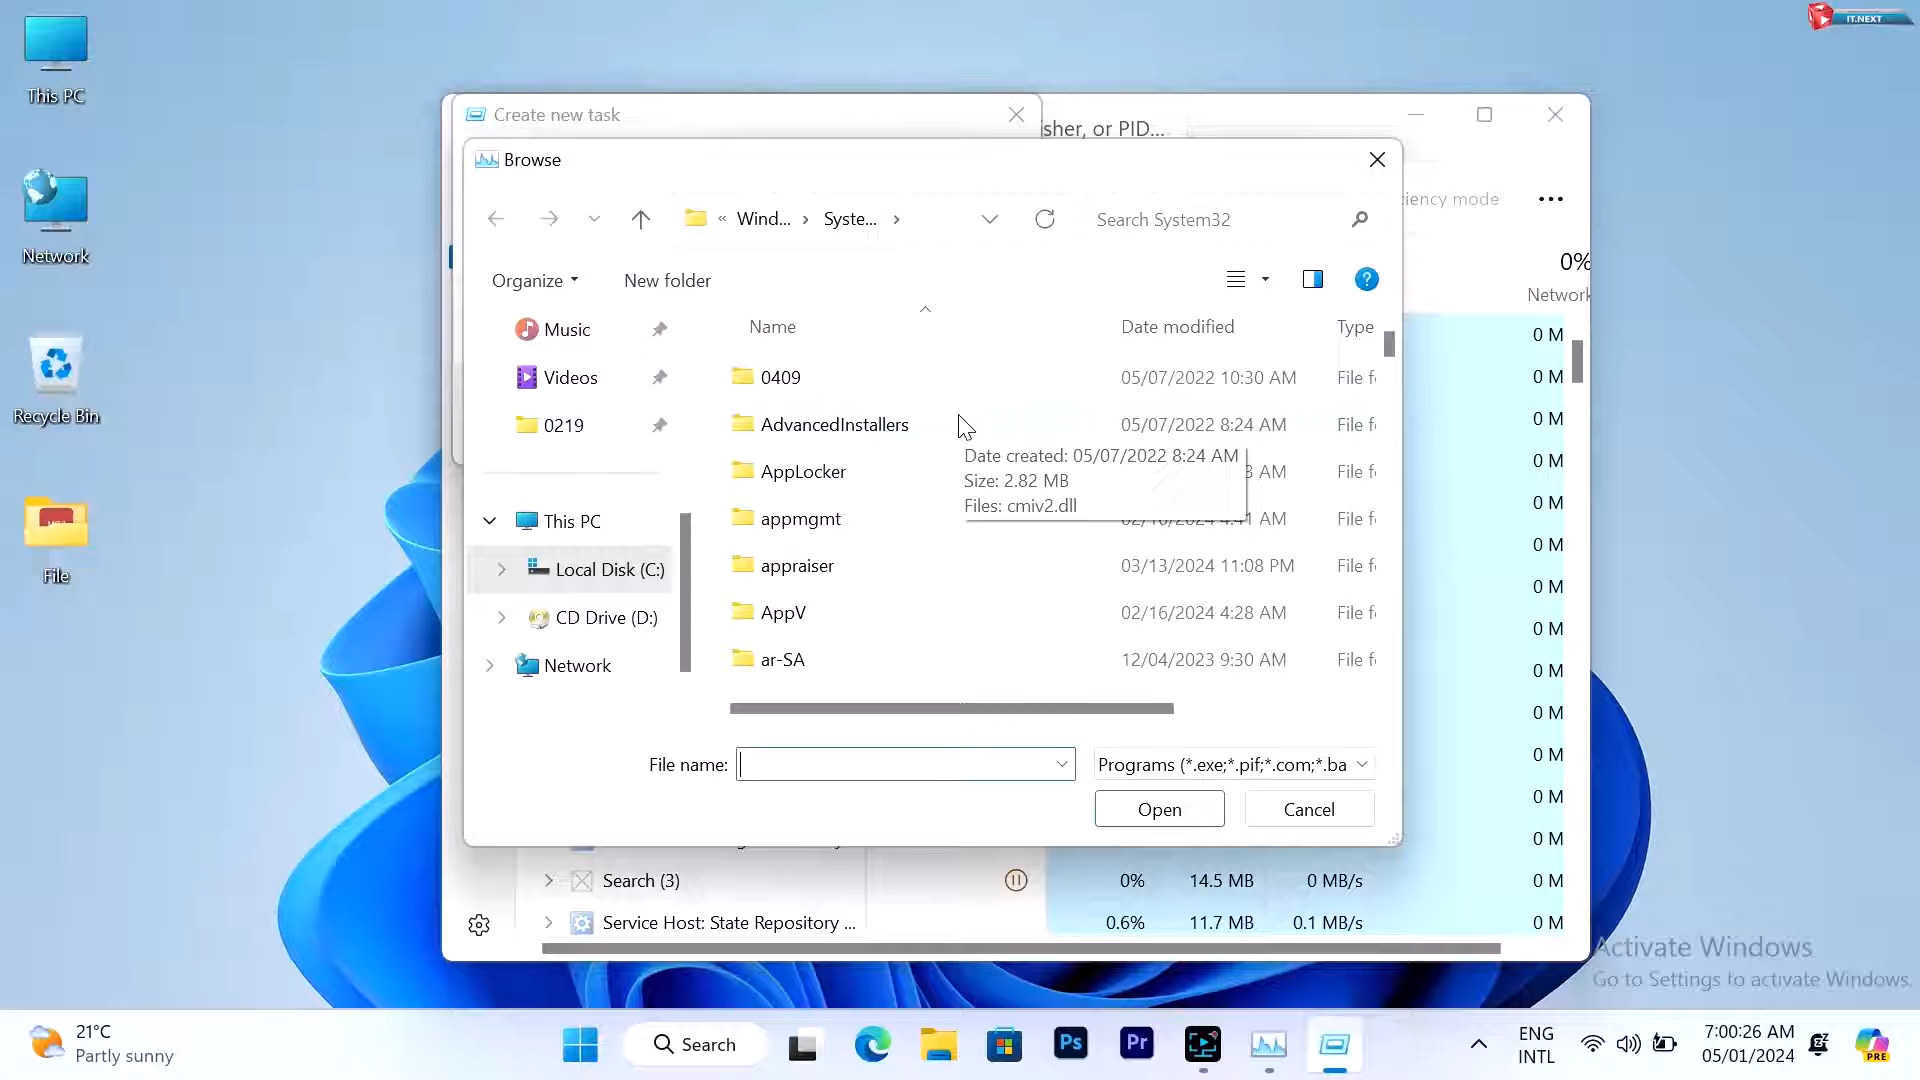 This PC
Network
Recycle Bin
File
IT.NEXT
Create new task
sher, or PID...
Browse
« Wind... › Syste... ›
Search System32
ciency mode
Organize
New folder
0%
Network
Music
Videos
0219
This PC
Local Disk (C:)
CD Drive (D:)
Network
Name Date modified Type
0409 05/07/2022 10:30 AM File f
AdvancedInstallers 05/07/2022 8:24 AM File f
AppLocker 3 AM File f
appmgmt 02/16/2024 4:41 AM File f
appraiser 03/13/2024 11:08 PM File f
AppV 02/16/2024 4:28 AM File f
ar-SA 12/04/2023 9:30 AM File f
Date created: 05/07/2022 8:24 AM
Size: 2.82 MB
Files: cmiv2.dll
File name:
Programs (*.exe;*.pif;*.com;*.ba
Open
Cancel
0 M
0 M
0 M
0 M
0 M
0 M
0 M
0 M
0 M
0 M
0 M
0 M
0 M
Search (3) 0% 14.5 MB 0 MB/s 0 M
Service Host: State Repository ... 0.6% 11.7 MB 0.1 MB/s 0 M
Activate Windows
Go to Settings to activate Windows.
21°C
Partly sunny
Search
Ps
Pr
ENG
INTL
7:00:26 AM
05/01/2024
PRE